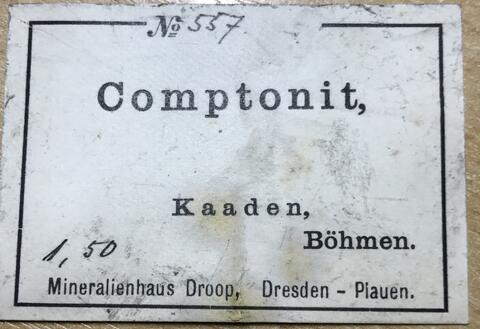 No 557.
Comptonit,
Kaaden,
Böhmen.
1,50
Mineralienhaus Droop, Dresden - Plauen.